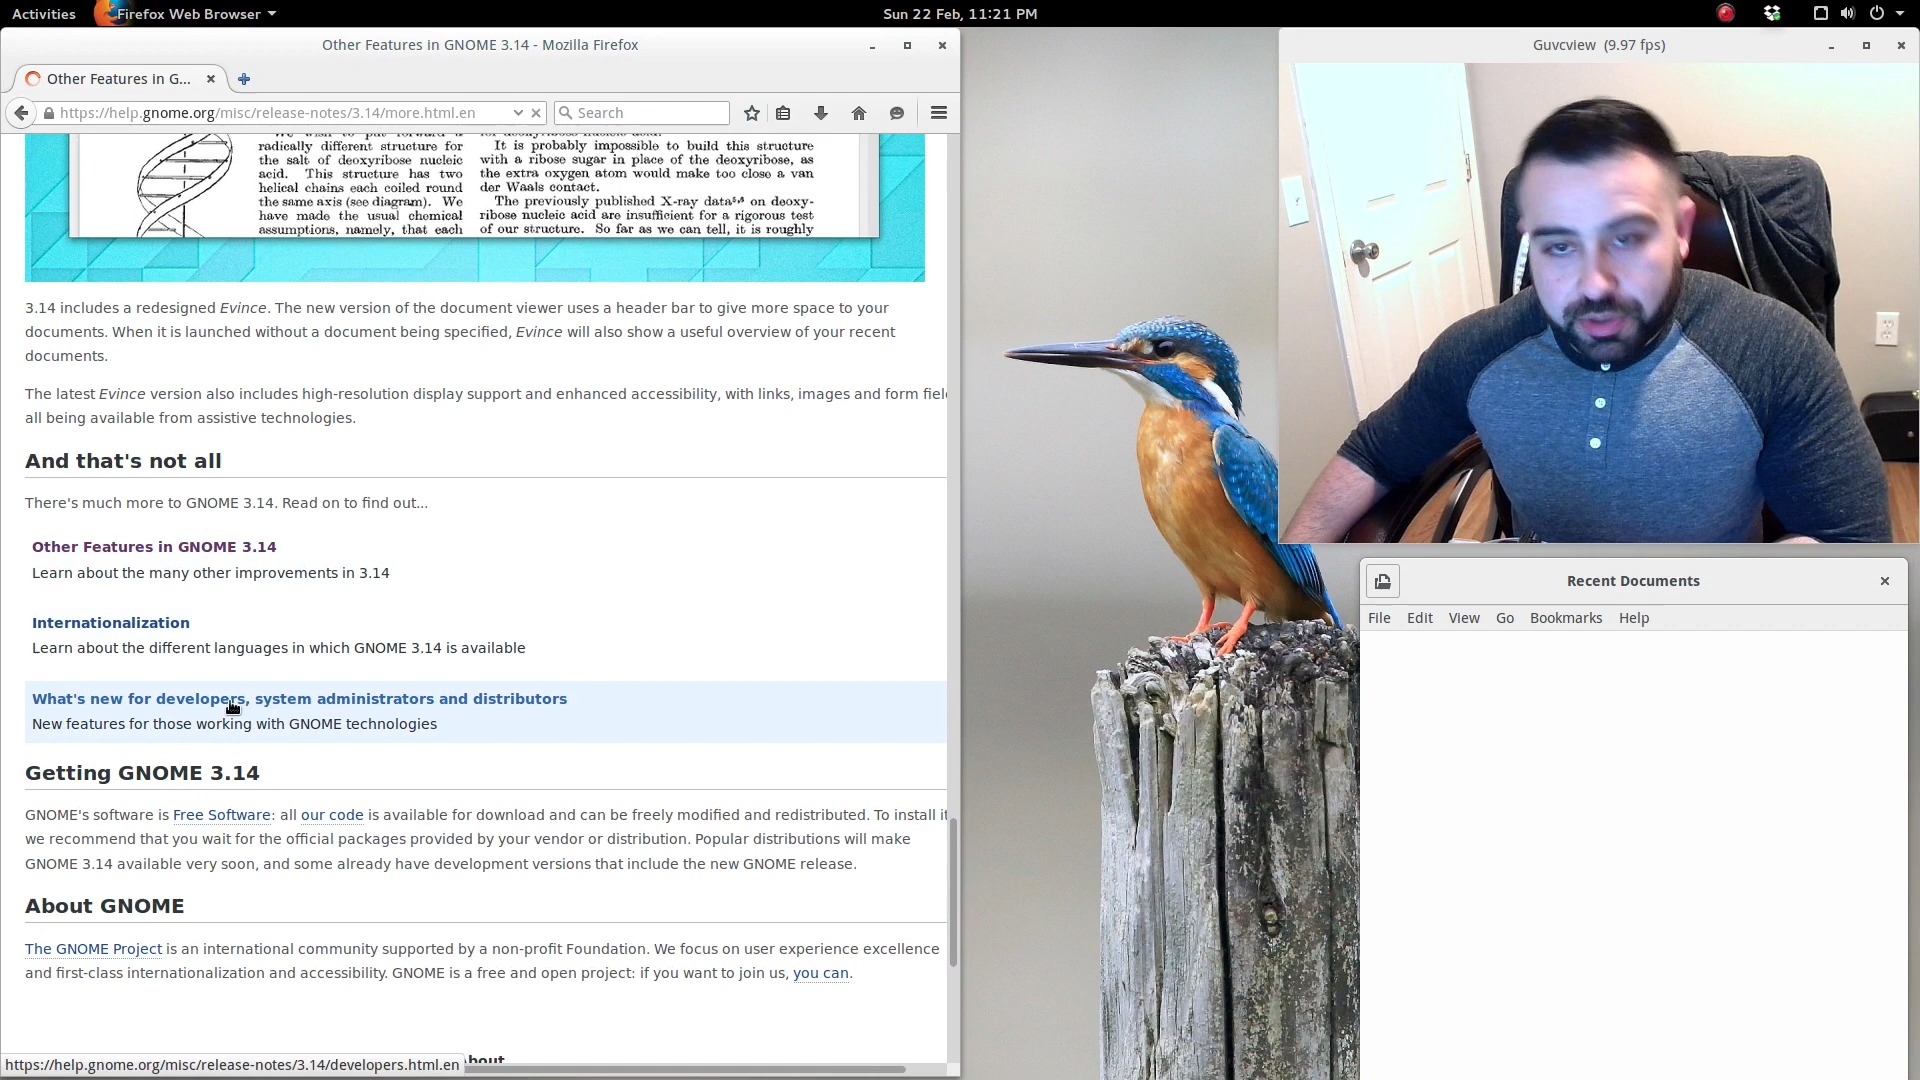 Activities
Firefox Web Browser
Sun 22 Feb, 11:21 PM
Other Features in GNOME 3.14 - Mozilla Firefox
Other Features in G...
https://help.gnome.org/misc/release-notes/3.14/more.html.en
Search
radically different structure for
the salt of deoxyribose nucleic
acid. This structure has two
helical chains each coiled round
the same axis (see diagram). We
have made the usual chemical
assumptions, namely, that each
It is probably impossible to build this structure
with a ribose sugar in place of the deoxyribose, as
the extra oxygen atom would make too close a van
der Waals contact.
The previously published X-ray data⁵,⁶ on deoxy-
ribose nucleic acid are insufficient for a rigorous test
of our structure. So far as we can tell, it is roughly
3.14 includes a redesigned Evince. The new version of the document viewer uses a header bar to give more space to your
documents. When it is launched without a document being specified, Evince will also show a useful overview of your recent
documents.
The latest Evince version also includes high-resolution display support and enhanced accessibility, with links, images and form fiel
all being available from assistive technologies.
And that's not all
There's much more to GNOME 3.14. Read on to find out...
Other Features in GNOME 3.14
Learn about the many other improvements in 3.14
Internationalization
Learn about the different languages in which GNOME 3.14 is available
What's new for developers, system administrators and distributors
New features for those working with GNOME technologies
Getting GNOME 3.14
GNOME's software is Free Software: all our code is available for download and can be freely modified and redistributed. To install it
we recommend that you wait for the official packages provided by your vendor or distribution. Popular distributions will make
GNOME 3.14 available very soon, and some already have development versions that include the new GNOME release.
About GNOME
The GNOME Project is an international community supported by a non-profit Foundation. We focus on user experience excellence
and first-class internationalization and accessibility. GNOME is a free and open project: if you want to join us, you can.
https://help.gnome.org/misc/release-notes/3.14/developers.html.en
bout
Guvcview (9.97 fps)
Recent Documents
File Edit View Go Bookmarks Help